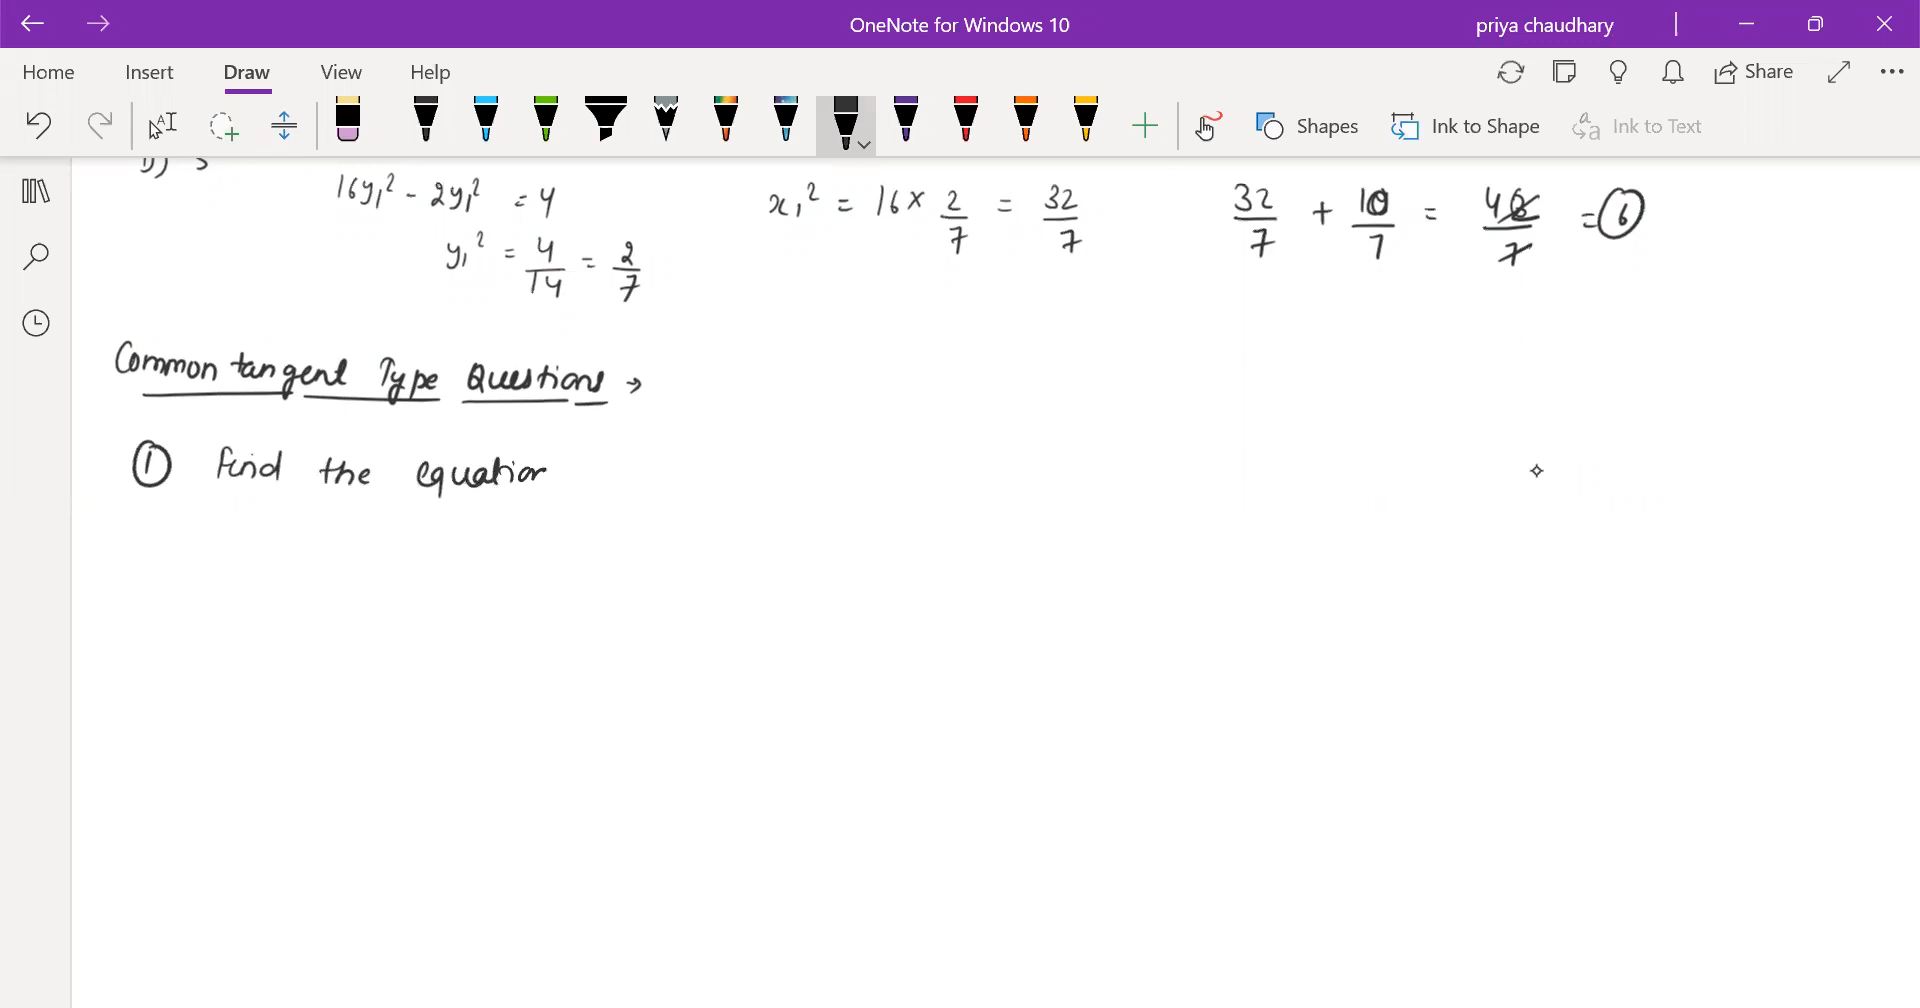 OneNote for Windows 10
priya chaudhary
Home Insert Draw View Help
Share
Shapes Ink to Shape Ink to Text
16y₁² - 2y₁² = 4
x₁² = 16 × 2/7 = 32/7
32/7 + 10/7 = 42/7 = 6
y₁² = 4/14 = 2/7
Common tangent Type Questions →
① Find the equation